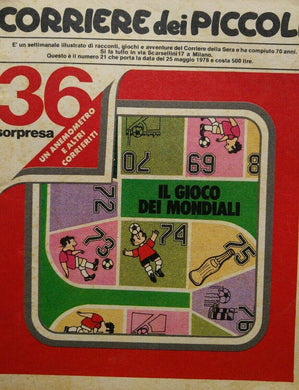 CORRIERE dei PICCOLI
E' un settimanale illustrato di racconti, giochi e avventure del Corriere della Sera e ha compiuto 70 anni.
Si fa tutto in via Scarsellini 17 a Milano.
Questo è il numero 21 che porta la data del 25 maggio 1978 e costa 500 lire.
36
sorpresa
UN ANEMOMETRO
E ALTRI
CORRIERITI
70
69
68
IL GIOCO
DEI MONDIALI
72
73
74
75
76